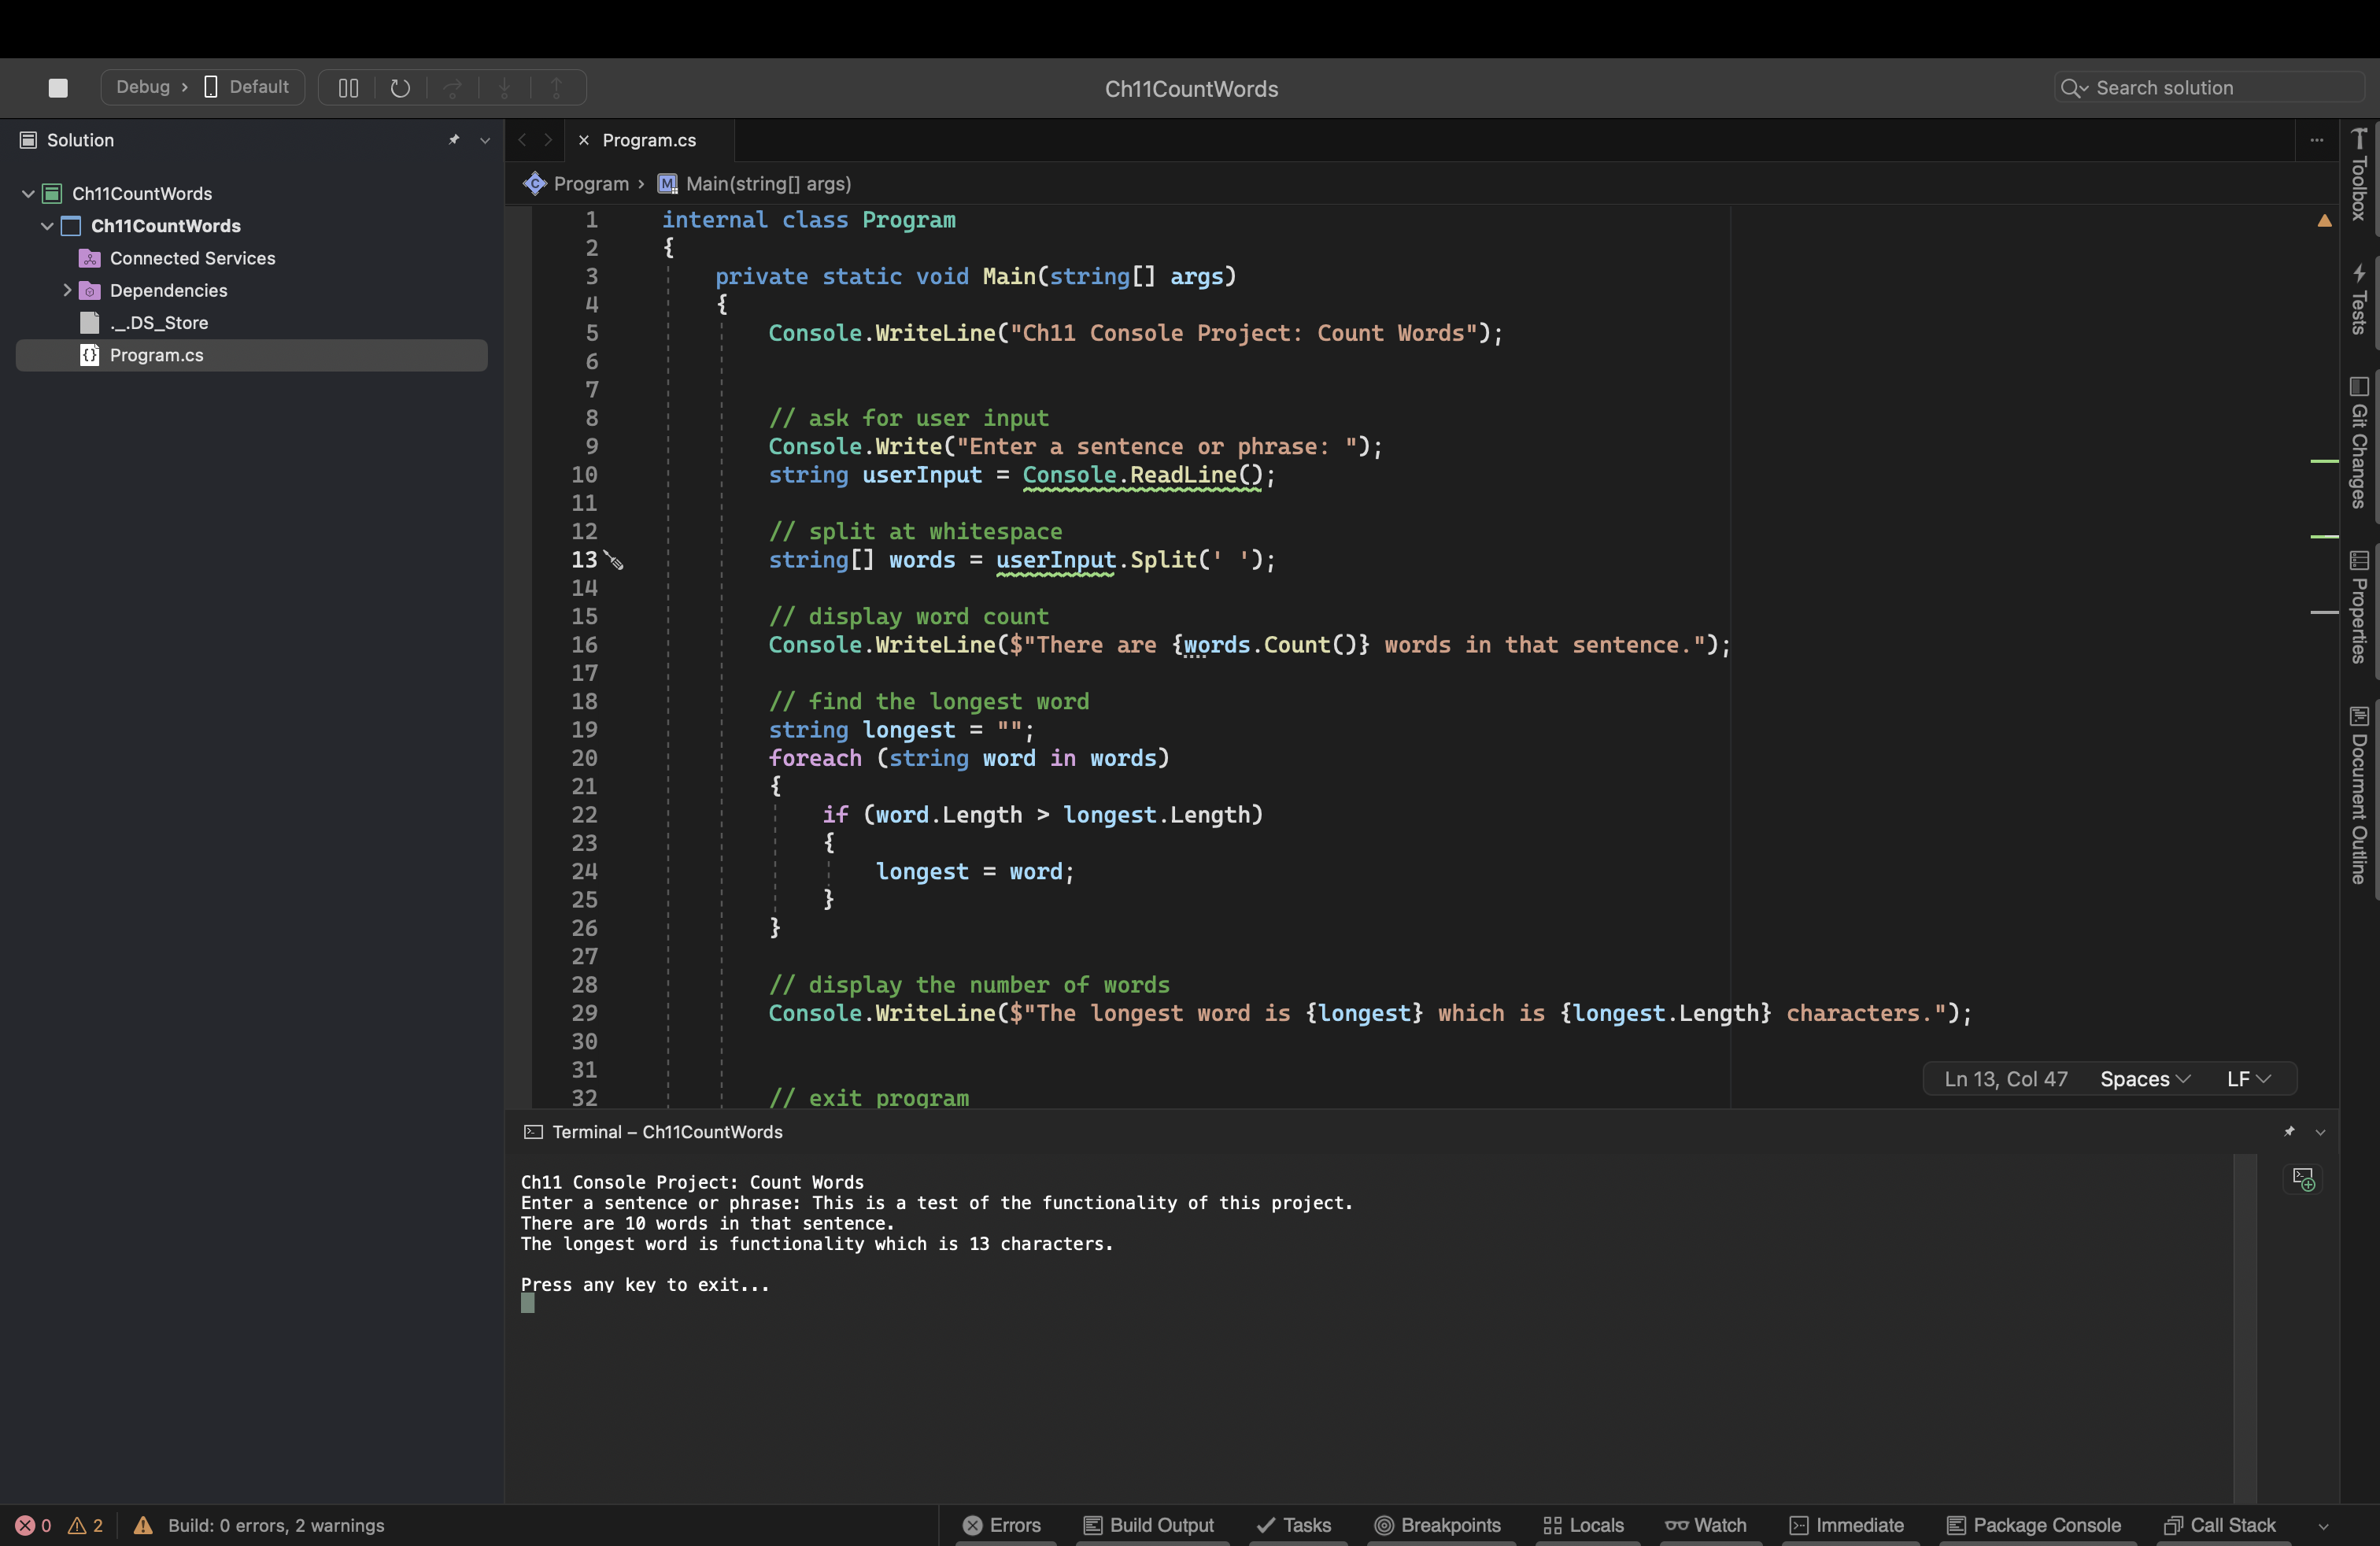 Debug › Default
Ch11CountWords
Search solution
Solution
Ch11CountWords
Ch11CountWords
Connected Services
Dependencies
._.DS_Store
Program.cs
Program.cs
Program › M Main(string[] args)
1 internal class Program
2 {
3 private static void Main(string[] args)
4 {
5 Console.WriteLine("Ch11 Console Project: Count Words");
6
7
8 // ask for user input
9 Console.Write("Enter a sentence or phrase: ");
10 string userInput = Console.ReadLine();
11
12 // split at whitespace
13 string[] words = userInput.Split(' ');
14
15 // display word count
16 Console.WriteLine($"There are {words.Count()} words in that sentence.");
17
18 // find the longest word
19 string longest = "";
20 foreach (string word in words)
21 {
22 if (word.Length > longest.Length)
23 {
24 longest = word;
25 }
26 }
27
28 // display the number of words
29 Console.WriteLine($"The longest word is {longest} which is {longest.Length} characters.");
30
31
32 // exit program
Ln 13, Col 47 Spaces LF
Toolbox
Tests
Git Changes
Properties
Document Outline
Terminal – Ch11CountWords
Ch11 Console Project: Count Words
Enter a sentence or phrase: This is a test of the functionality of this project.
There are 10 words in that sentence.
The longest word is functionality which is 13 characters.
Press any key to exit...
0 2 Build: 0 errors, 2 warnings
Errors Build Output Tasks Breakpoints Locals Watch Immediate Package Console Call Stack